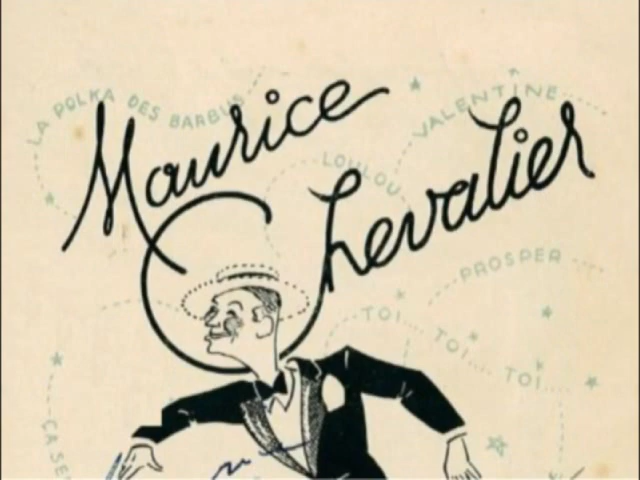 Maurice
Chevalier
LA POLKA DES BARBUS
VALENTINE
LOULOU
PROSPER
TOI... TOI.... TOI...